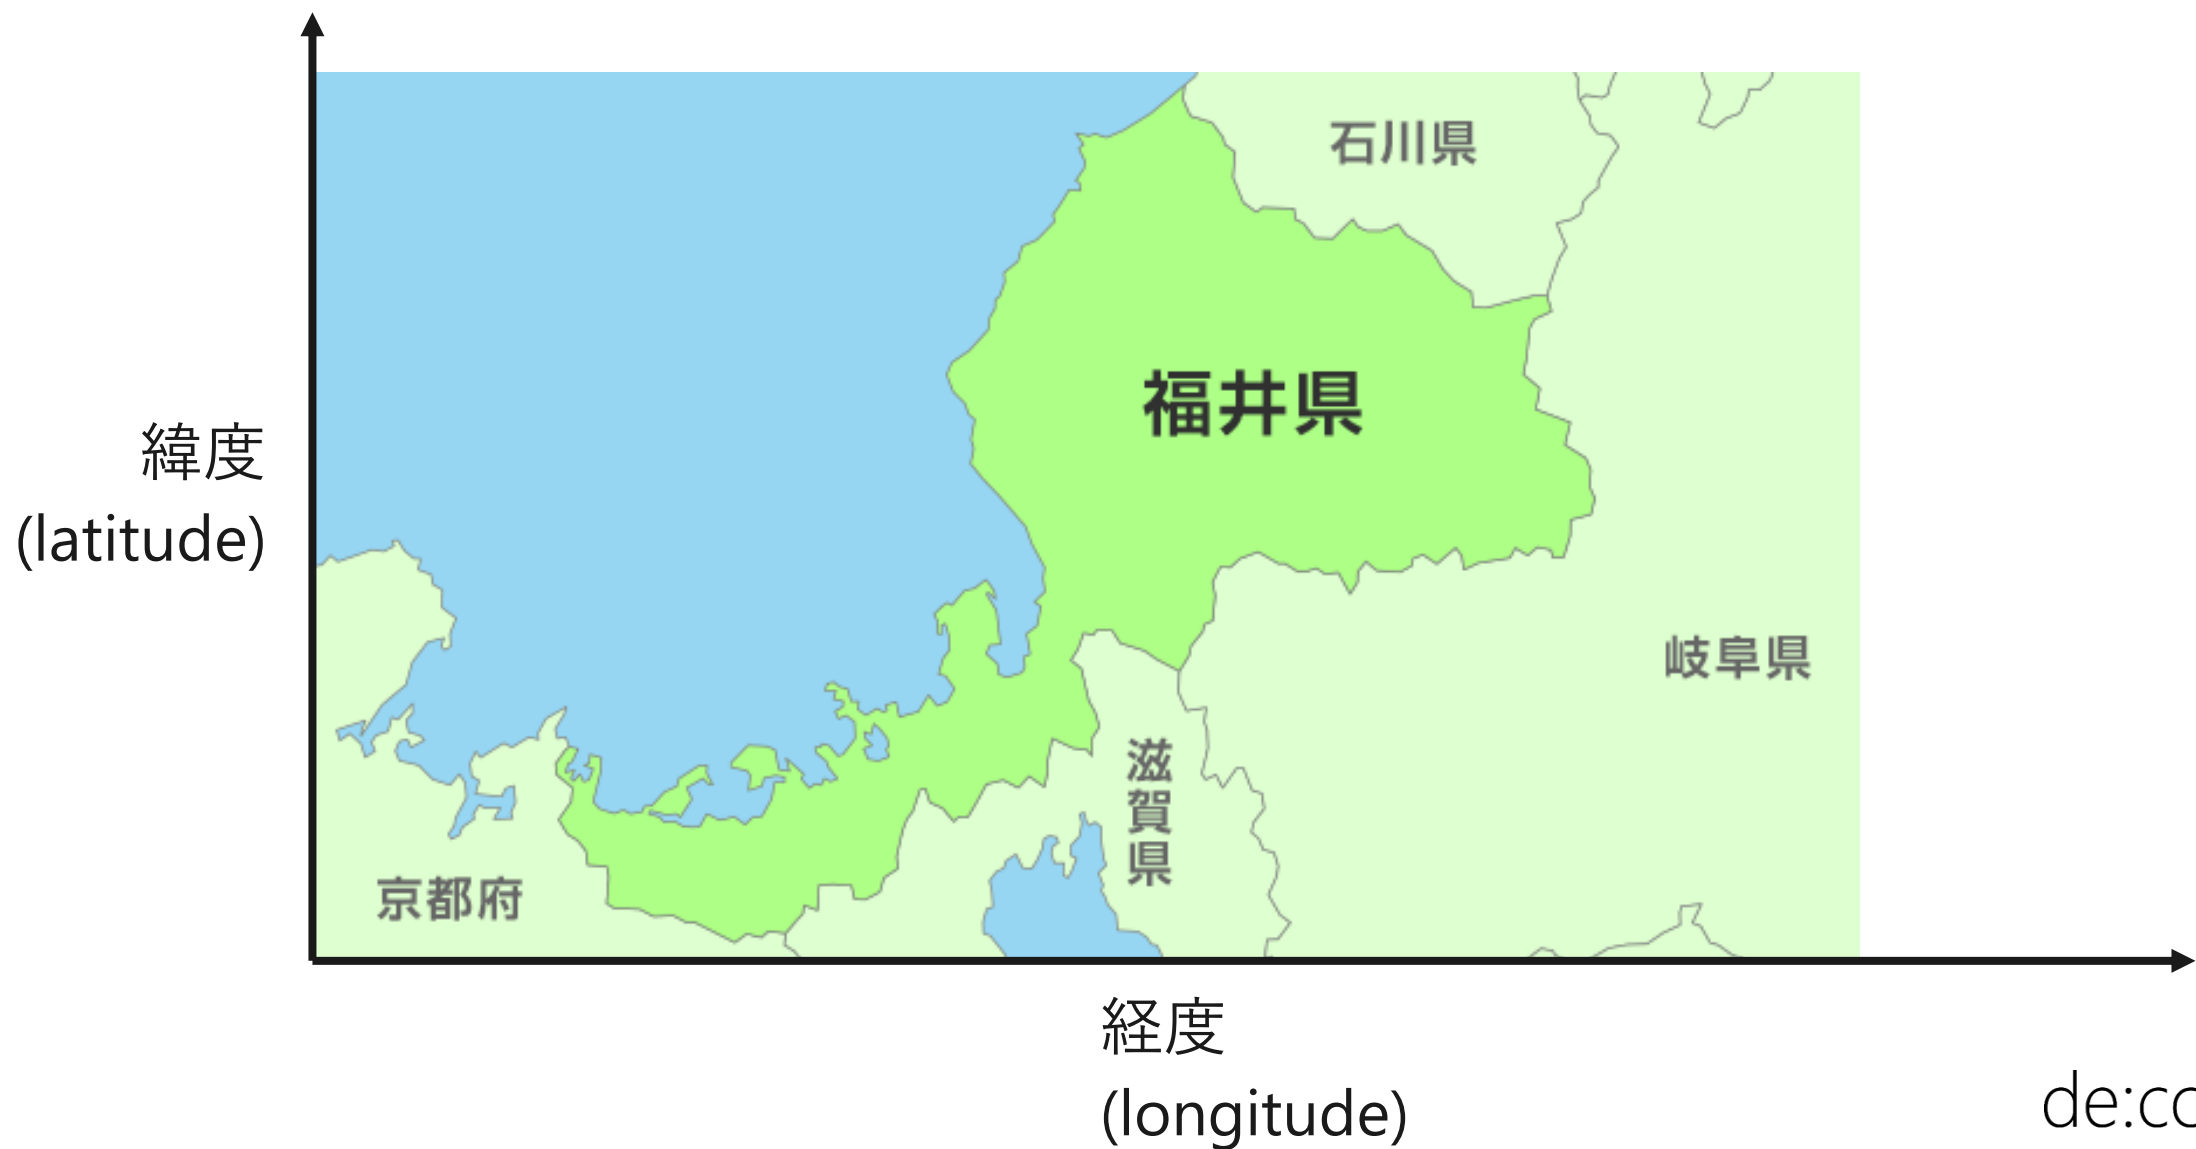 石川県
福井県
緯度
(latitude)
岐阜県
滋賀県
京都府
経度
(longitude)
de:cc